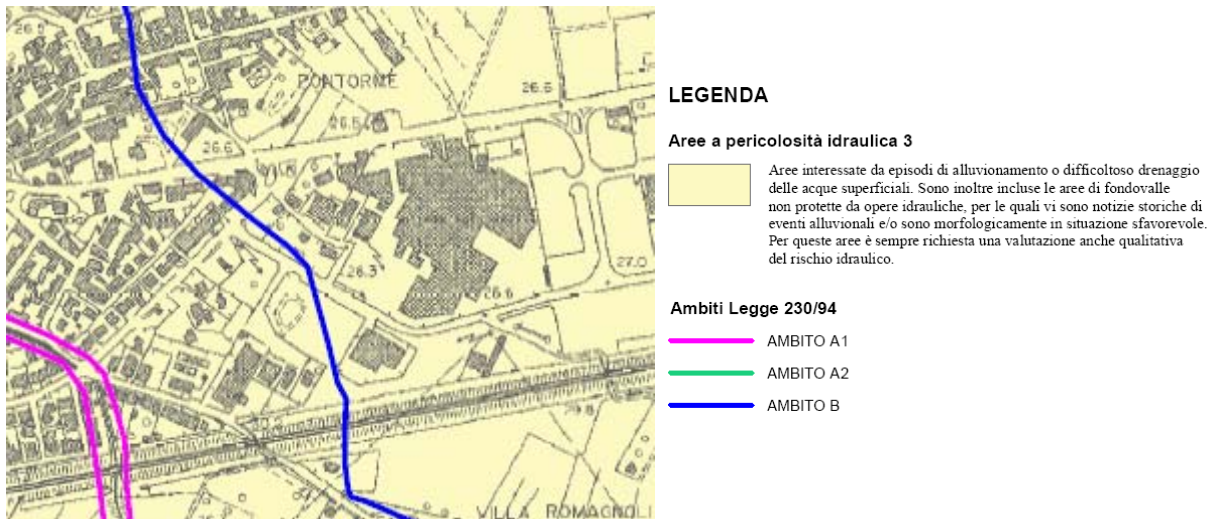 26.5
PONTORME
26.6
26.5
26.6
VILR
26.3
27.0
26.6
VILLA ROMAGNOLI
LEGENDA
Aree a pericolosità idraulica 3
Aree interessate da episodi di alluvionamento o difficoltoso drenaggio
delle acque superficiali. Sono inoltre incluse le aree di fondovalle
non protette da opere idrauliche, per le quali vi sono notizie storiche di
eventi alluvionali e/o sono morfologicamente in situazione sfavorevole.
Per queste aree è sempre richiesta una valutazione anche qualitativa
del rischio idraulico.
Ambiti Legge 230/94
AMBITO A1
AMBITO A2
AMBITO B